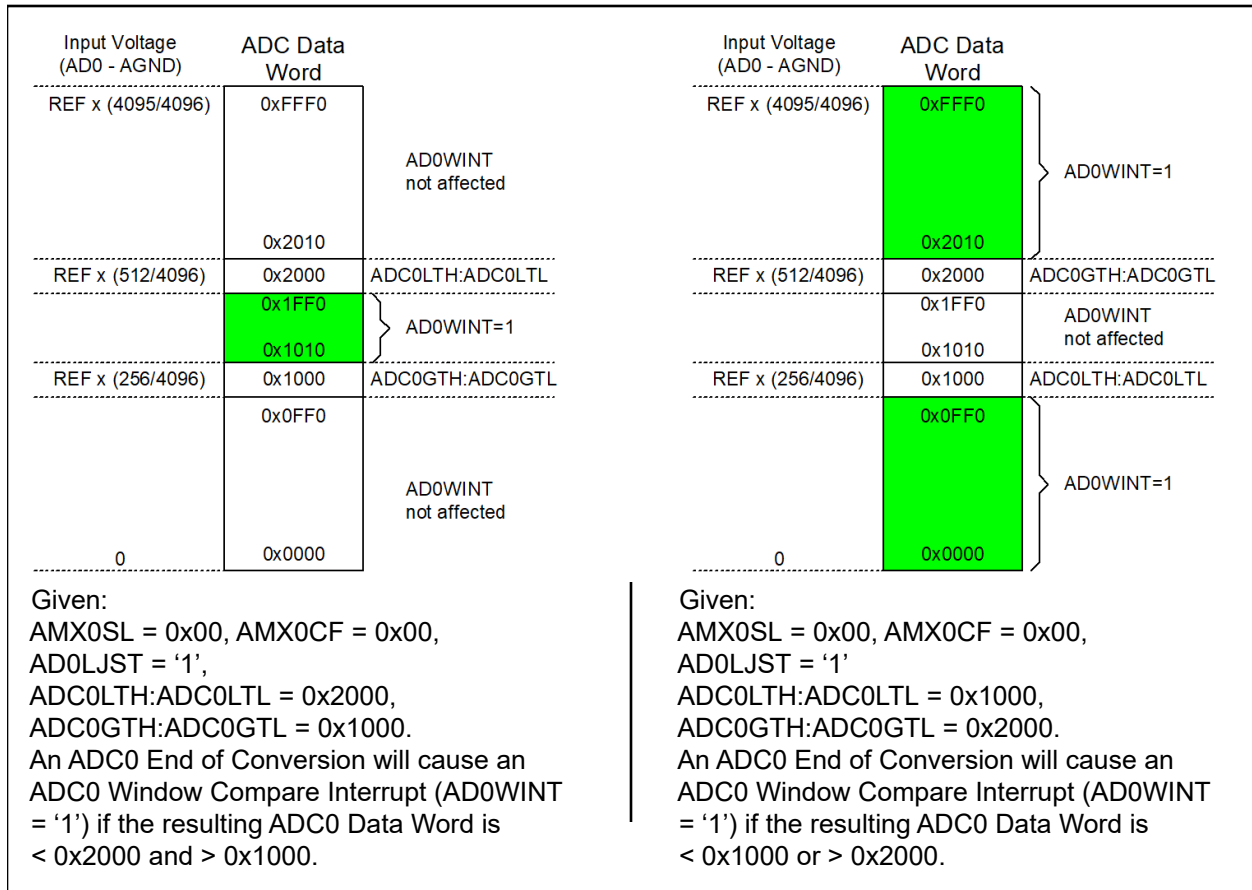 Input Voltage
(AD0 - AGND)
ADC Data
Word
REF x (4095/4096)
0xFFF0
AD0WINT
not affected
0x2010
REF x (512/4096)
0x2000
ADC0LTH:ADC0LTL
0x1FF0
AD0WINT=1
0x1010
REF x (256/4096)
0x1000
ADC0GTH:ADC0GTL
0x0FF0
AD0WINT
not affected
0
0x0000
Given:
AMX0SL = 0x00, AMX0CF = 0x00,
AD0LJST = ‘1’,
ADC0LTH:ADC0LTL = 0x2000,
ADC0GTH:ADC0GTL = 0x1000.
An ADC0 End of Conversion will cause an
ADC0 Window Compare Interrupt (AD0WINT
= ‘1’) if the resulting ADC0 Data Word is
< 0x2000 and > 0x1000.
Input Voltage
(AD0 - AGND)
ADC Data
Word
REF x (4095/4096)
0xFFF0
AD0WINT=1
0x2010
REF x (512/4096)
0x2000
ADC0GTH:ADC0GTL
0x1FF0
AD0WINT
not affected
0x1010
REF x (256/4096)
0x1000
ADC0LTH:ADC0LTL
0x0FF0
AD0WINT=1
0
0x0000
Given:
AMX0SL = 0x00, AMX0CF = 0x00,
AD0LJST = ‘1’
ADC0LTH:ADC0LTL = 0x1000,
ADC0GTH:ADC0GTL = 0x2000.
An ADC0 End of Conversion will cause an
ADC0 Window Compare Interrupt (AD0WINT
= ‘1’) if the resulting ADC0 Data Word is
< 0x1000 or > 0x2000.